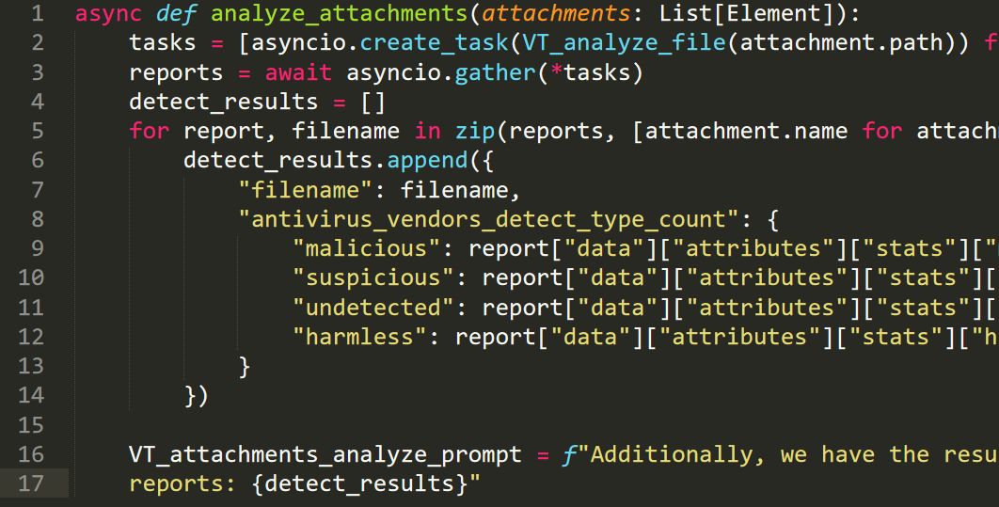 1 async def analyze_attachments(attachments: List[Element]):
2 tasks = [asyncio.create_task(VT_analyze_file(attachment.path)) f
3 reports = await asyncio.gather(*tasks)
4 detect_results = []
5 for report, filename in zip(reports, [attachment.name for attach
6 detect_results.append({
7 "filename": filename,
8 "antivirus_vendors_detect_type_count": {
9 "malicious": report["data"]["attributes"]["stats"]["
10 "suspicious": report["data"]["attributes"]["stats"][
11 "undetected": report["data"]["attributes"]["stats"][
12 "harmless": report["data"]["attributes"]["stats"]["h
13 }
14 })
15
16 VT_attachments_analyze_prompt = f"Additionally, we have the resu
17 reports: {detect_results}"